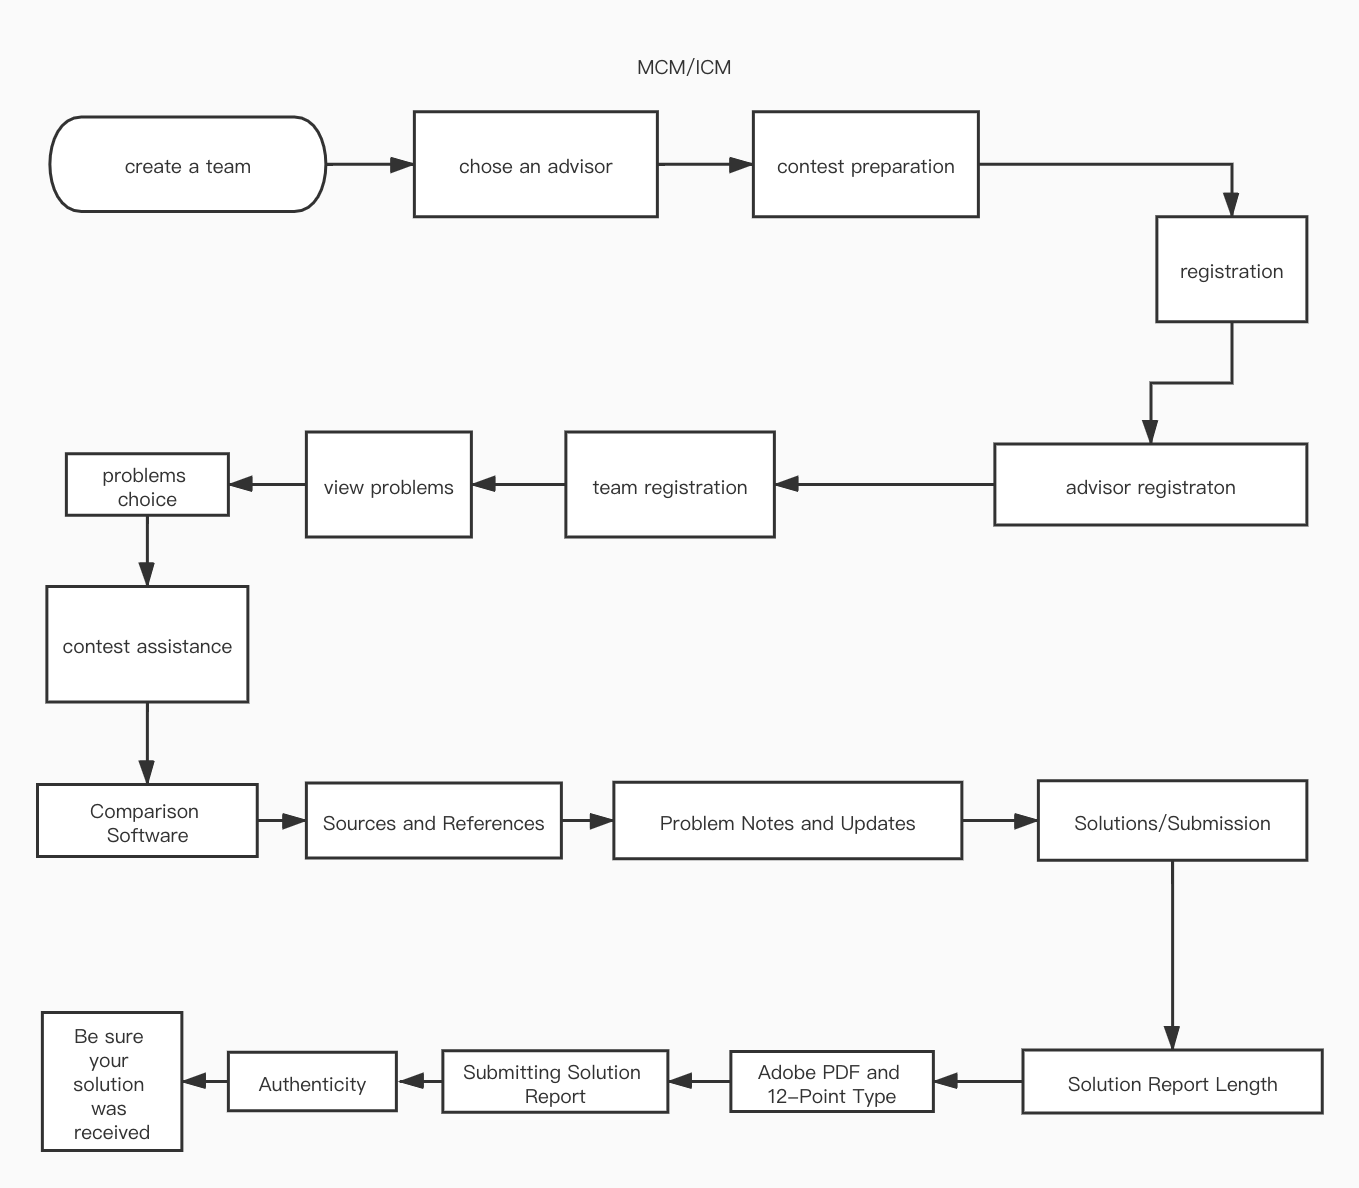 MCM/ICM
create a team
chose an advisor
contest preparation
registration
advisor registraton
team registration
view problems
problems
choice
contest assistance
Comparison
Software
Sources and References
Problem Notes and Updates
Solutions/Submission
Solution Report Length
Adobe PDF and
12-Point Type
Submitting Solution
Report
Authenticity
Be sure
your
solution
was
received